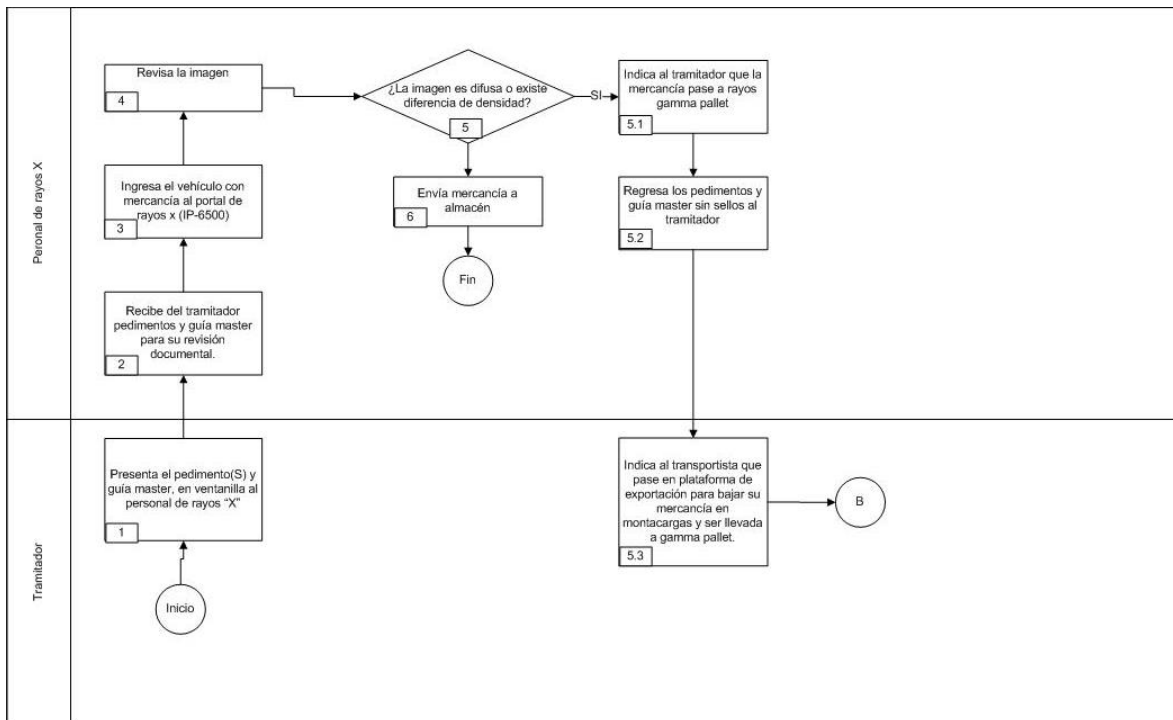 Peronal de rayos X
Revisa la imagen
4
¿La imagen es difusa o existe
diferencia de densidad?
5
SI
Indica al tramitador que la
mercancía pase a rayos
gamma pallet
5.1
Ingresa el vehículo con
mercancía al portal de
rayos x (IP-6500)
3
Envía mercancía a
almacén
6
Regresa los pedimentos y
guía master sin sellos al
tramitador
5.2
Fin
Recibe del tramitador
pedimentos y guía master
para su revisión
documental.
2
Tramitador
Presenta el pedimento(S) y
guía master, en ventanilla al
personal de rayos “X”
1
Indica al transportista que
pase en plataforma de
exportación para bajar su
mercancía en
montacargas y ser llevada
a gamma pallet.
5.3
B
Inicio